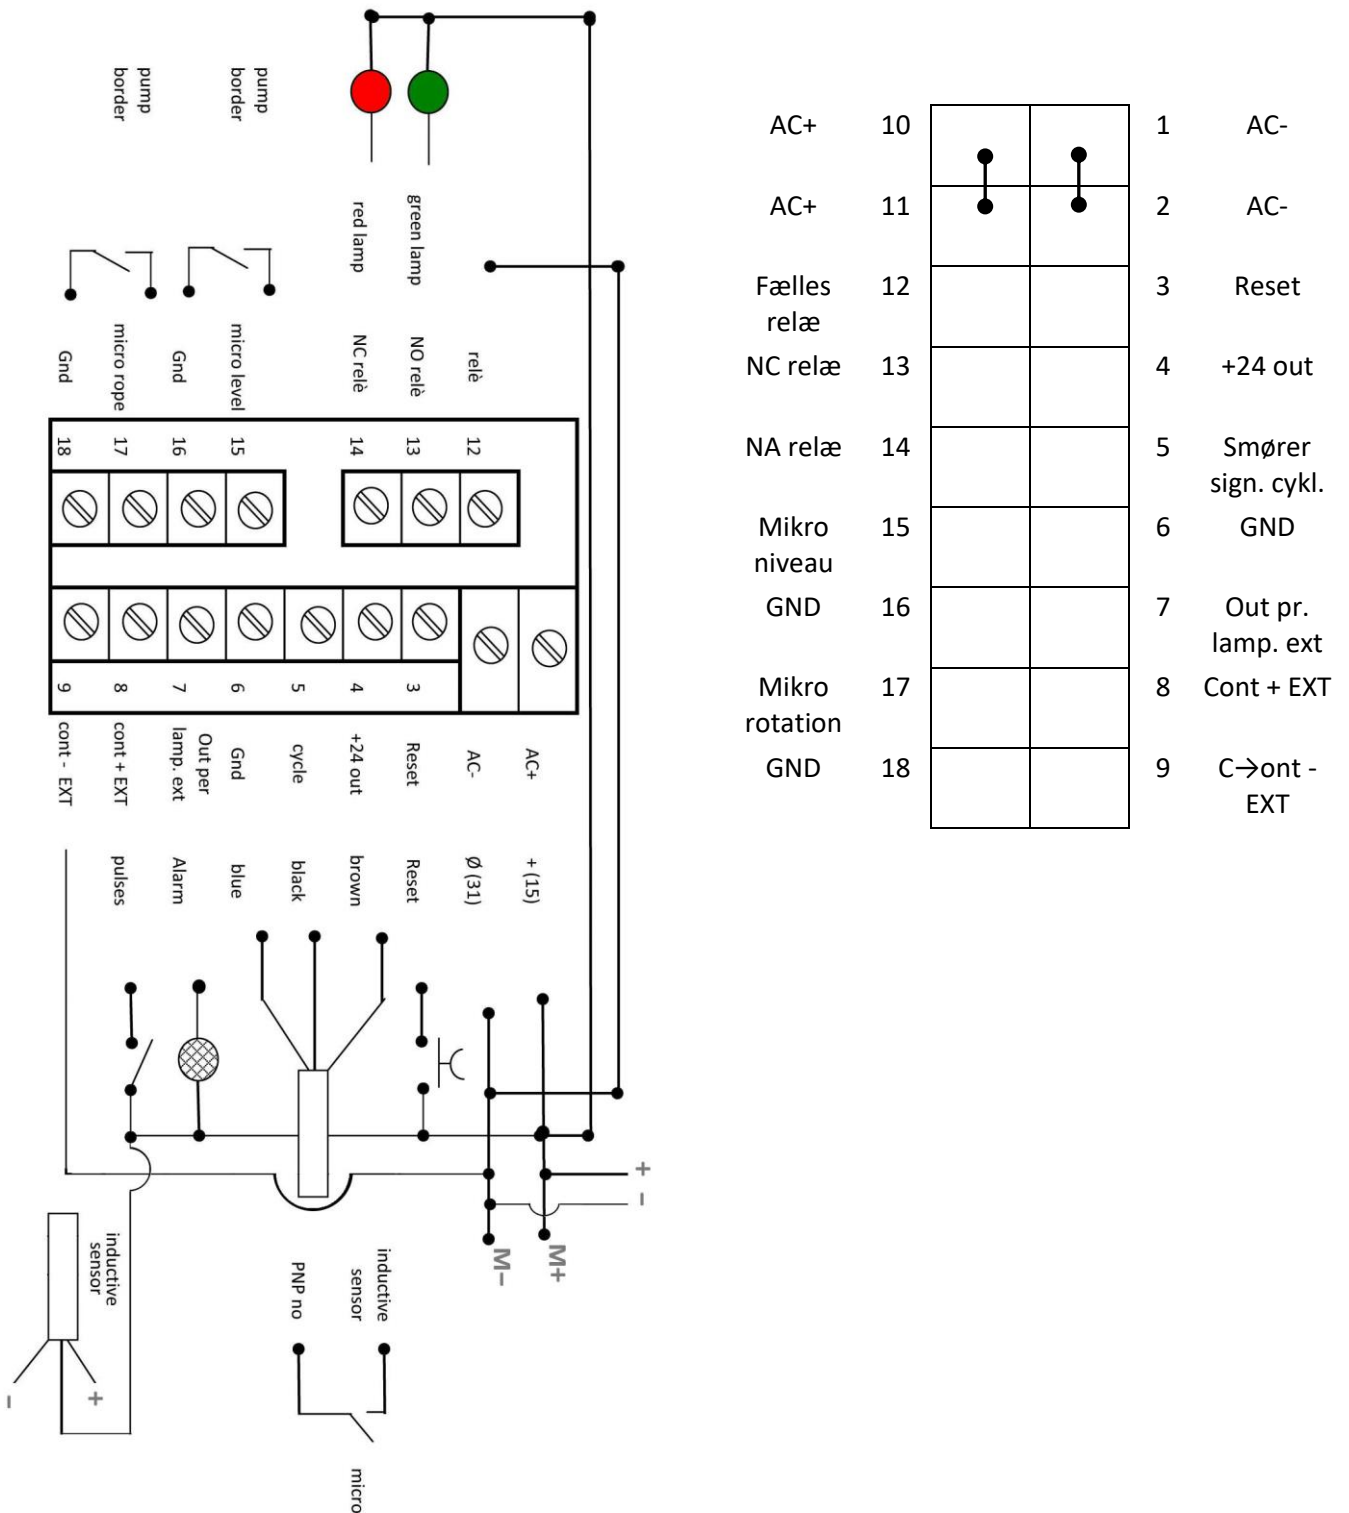 pump
border
pump
border
red lamp
green lamp
Gnd
micro rope
Gnd
micro level
NC relè
NO relè
relè
18
17
16
15
14
13
12
9
8
7
6
5
4
3
cont - EXT
cont + EXT
Out per
lamp. ext
Gnd
cycle
+24 out
Reset
AC-
AC+
pulses
Alarm
blue
black
brown
Reset
Ø (31)
+ (15)
+
-
M-
M+
inductive
sensor
-
+
inductive
sensor
PNP no
micro
AC+ 10 1 AC-
AC+ 11 2 AC-
Fælles 12 3 Reset
relæ
NC relæ 13 4 +24 out
NA relæ 14 5 Smører
sign. cykl.
Mikro 15 6 GND
niveau
GND 16 7 Out pr.
lamp. ext
Mikro 17 8 Cont + EXT
rotation
GND 18 9 C→ont -
EXT